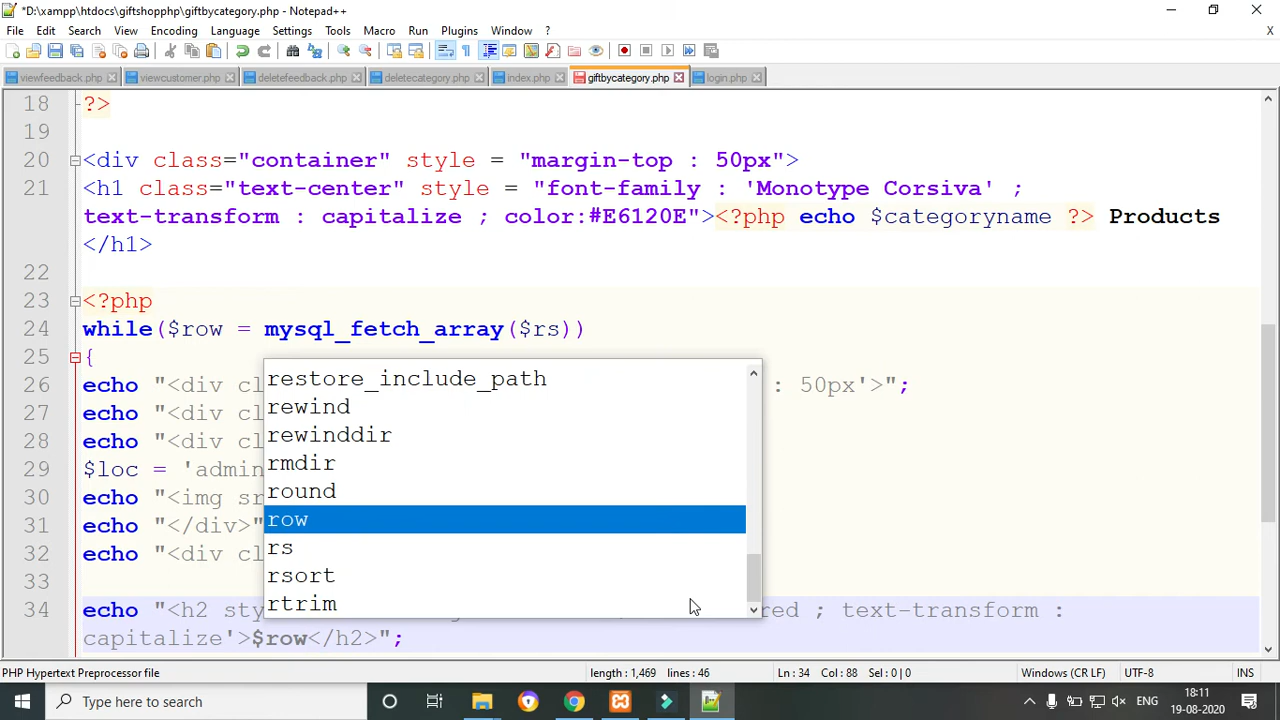 *D:\xampp\htdocs\giftshopphp\giftbycategory.php - Notepad++
File Edit Search View Encoding Language Settings Tools Macro Run Plugins Window ? X
viewfeedback.php viewcustomer.php deletefeedback.php deletecategory.php index.php giftbycategory.php login.php
18 ?>
19
20 <div class="container" style = "margin-top : 50px">
21 <h1 class="text-center" style = "font-family : 'Monotype Corsiva' ;
text-transform : capitalize ; color:#E6120E"><?php echo $categoryname ?> Products
</h1>
22
23 <?php
24 while($row = mysql_fetch_array($rs))
25 {
restore_include_path
26 echo "<div cl : 50px'>";
rewind
27 echo "<div cl
rewinddir
28 echo "<div cl
rmdir
29 $loc = 'admin
round
30 echo "<img sr
row
31 echo "</div>"
rs
32 echo "<div cl
rsort
33
rtrim
34 echo "<h2 sty red ; text-transform :
capitalize'>$row</h2>";
PHP Hypertext Preprocessor file length : 1,469 lines : 46 Ln : 34 Col : 88 Sel : 0 | 0 Windows (CR LF) UTF-8 INS
Type here to search ENG 18:11
19-08-2020